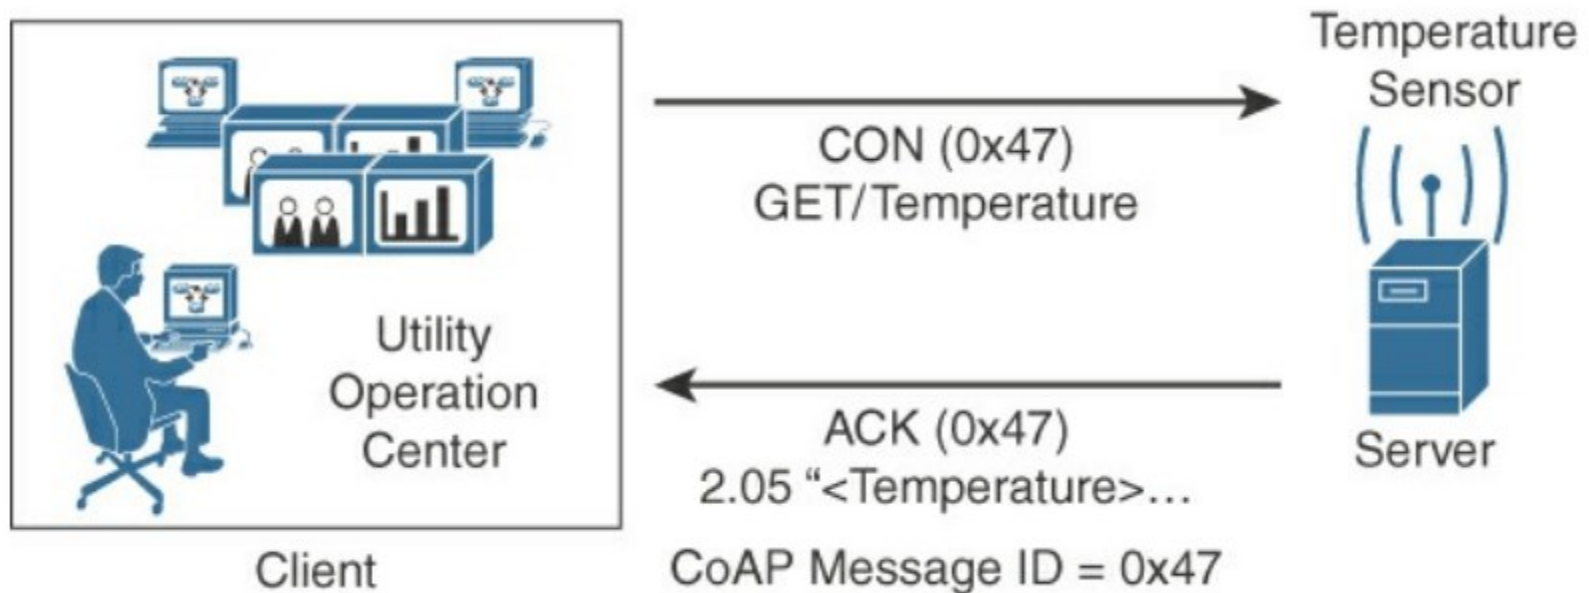 Temperature
Sensor
CON (0x47)
GET/Temperature
Utility
Operation
Center
ACK (0x47)
2.05 “<Temperature>…
Server
Client
CoAP Message ID = 0x47